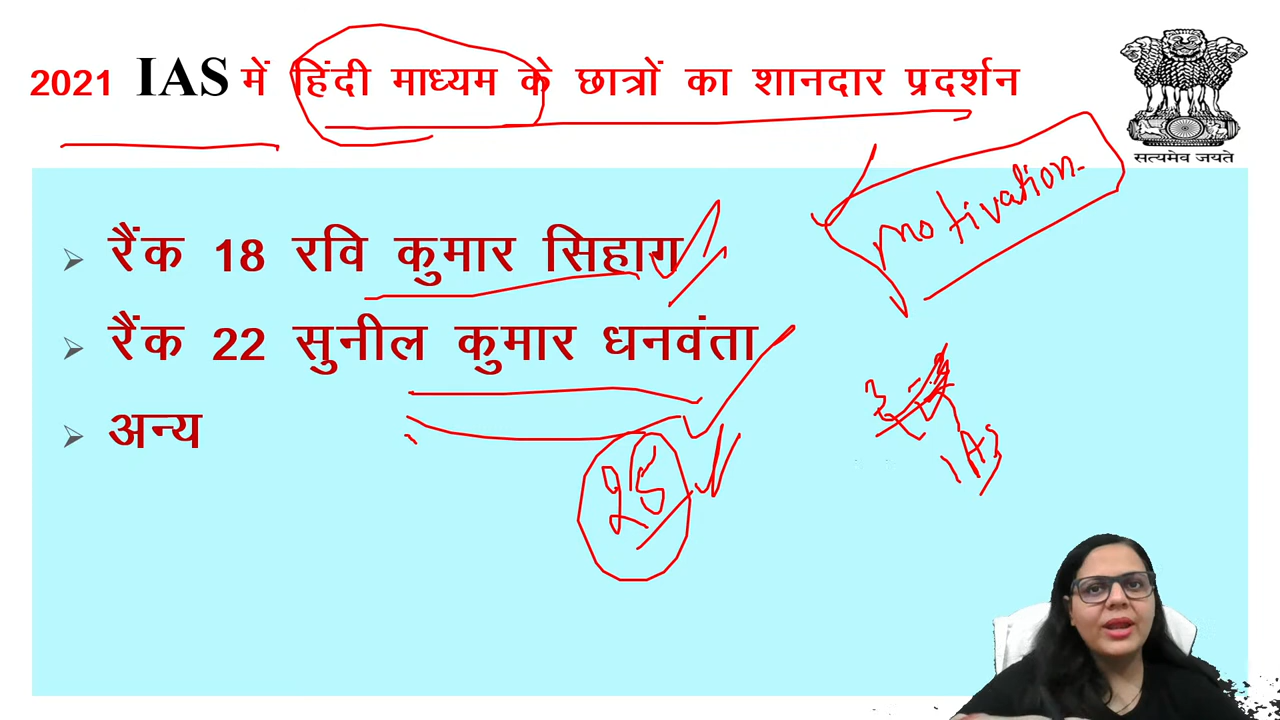 2021 IAS में हिंदी माध्यम के छात्रों का शानदार प्रदर्शन
सत्यमेव जयते
motivation
रैंक 18 रवि कुमार सिहाग
रैंक 22 सुनील कुमार धनवंता
अन्य
25
IAS